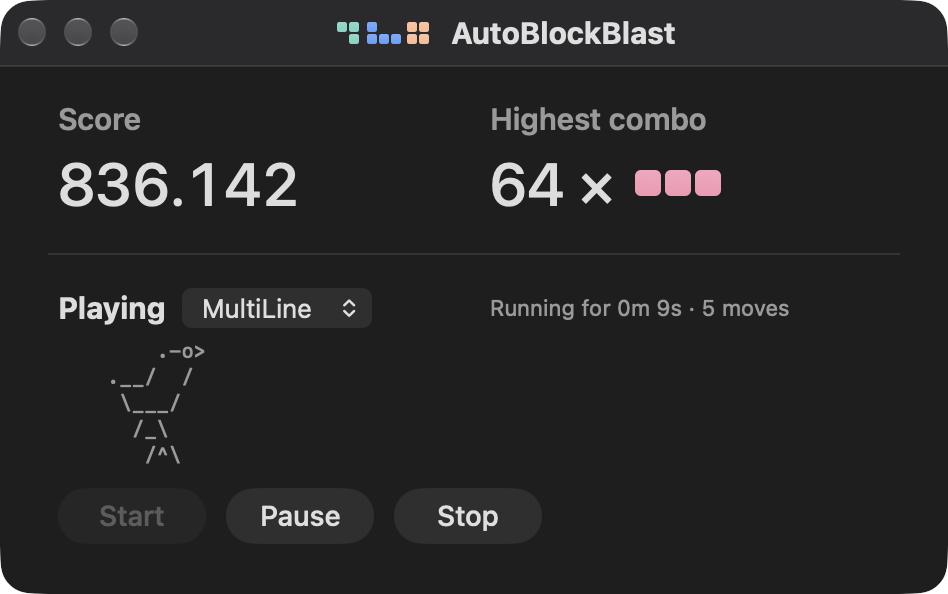 AutoBlockBlast
Score
Highest combo
836.142
64 ×
Playing
MultiLine
Running for 0m 9s · 5 moves
.–o>
.__/ /
\___/
/_\
/^\
Start
Pause
Stop